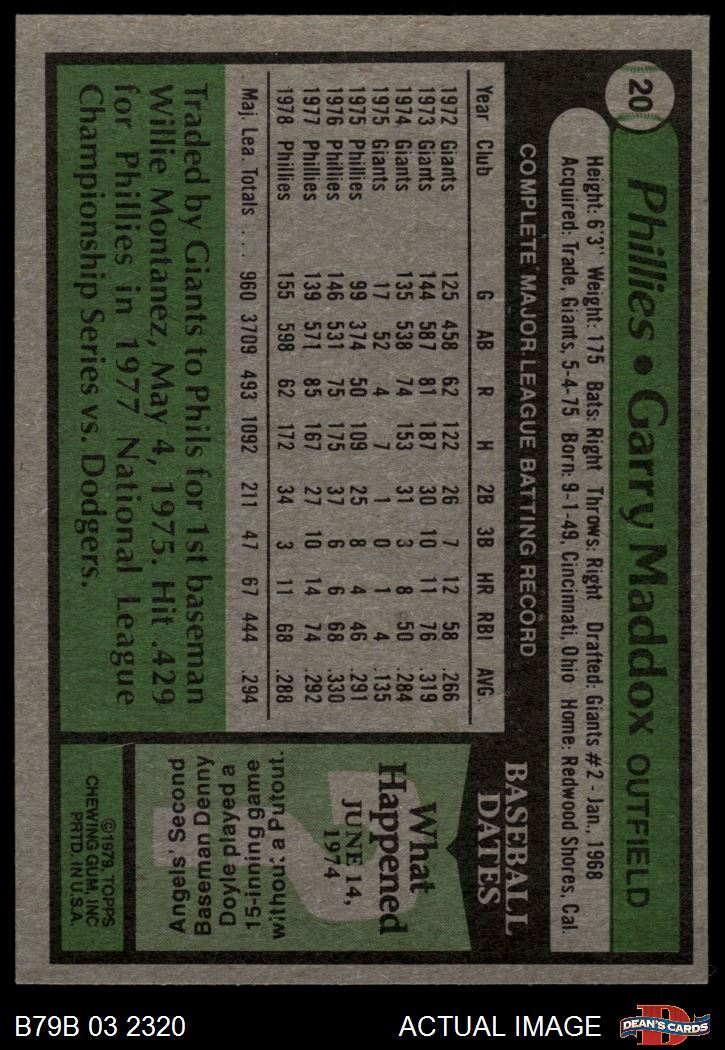 20
Phillies • Garry Maddox OUTFIELD
Height: 6'3" Weight: 175 Bats: Right Throws: Right Drafted: Giants #2 - Jan., 1968
Acquired: Trade, Giants, 5-4-75 Born: 9-1-49, Cincinnati, Ohio Home: Redwood Shores, Cal.
COMPLETE MAJOR LEAGUE BATTING RECORD
Year Club G AB R H 2B 3B HR RBI AVG.
1972 Giants 125 458 62 122 26 7 12 58 .266
1973 Giants 144 587 81 187 30 10 11 76 .319
1974 Giants 135 538 74 153 31 3 8 50 .284
1975 Giants 17 52 4 7 1 0 1 4 .135
1975 Phillies 99 374 50 109 25 8 4 46 .291
1976 Phillies 146 531 75 175 37 6 6 68 .330
1977 Phillies 139 571 85 167 27 10 14 74 .292
1978 Phillies 155 598 62 172 34 3 11 68 .288
Maj. Lea. Totals . . . 960 3709 493 1092 211 47 67 444 .294
Traded by Giants to Phils for 1st baseman
Willie Montanez, May 4, 1975. Hit .429
for Phillies in 1977 National League
Championship Series vs. Dodgers.
BASEBALL
DATES
What
Happened
JUNE 14,
1974
?
Angels' Second
Baseman Denny
Doyle played a
15-inning game
without a Putout.
©1979, TOPPS
CHEWING GUM, INC
PRTD. IN U.S.A.
B79B 03 2320
ACTUAL IMAGE
D
DEAN'S CARDS